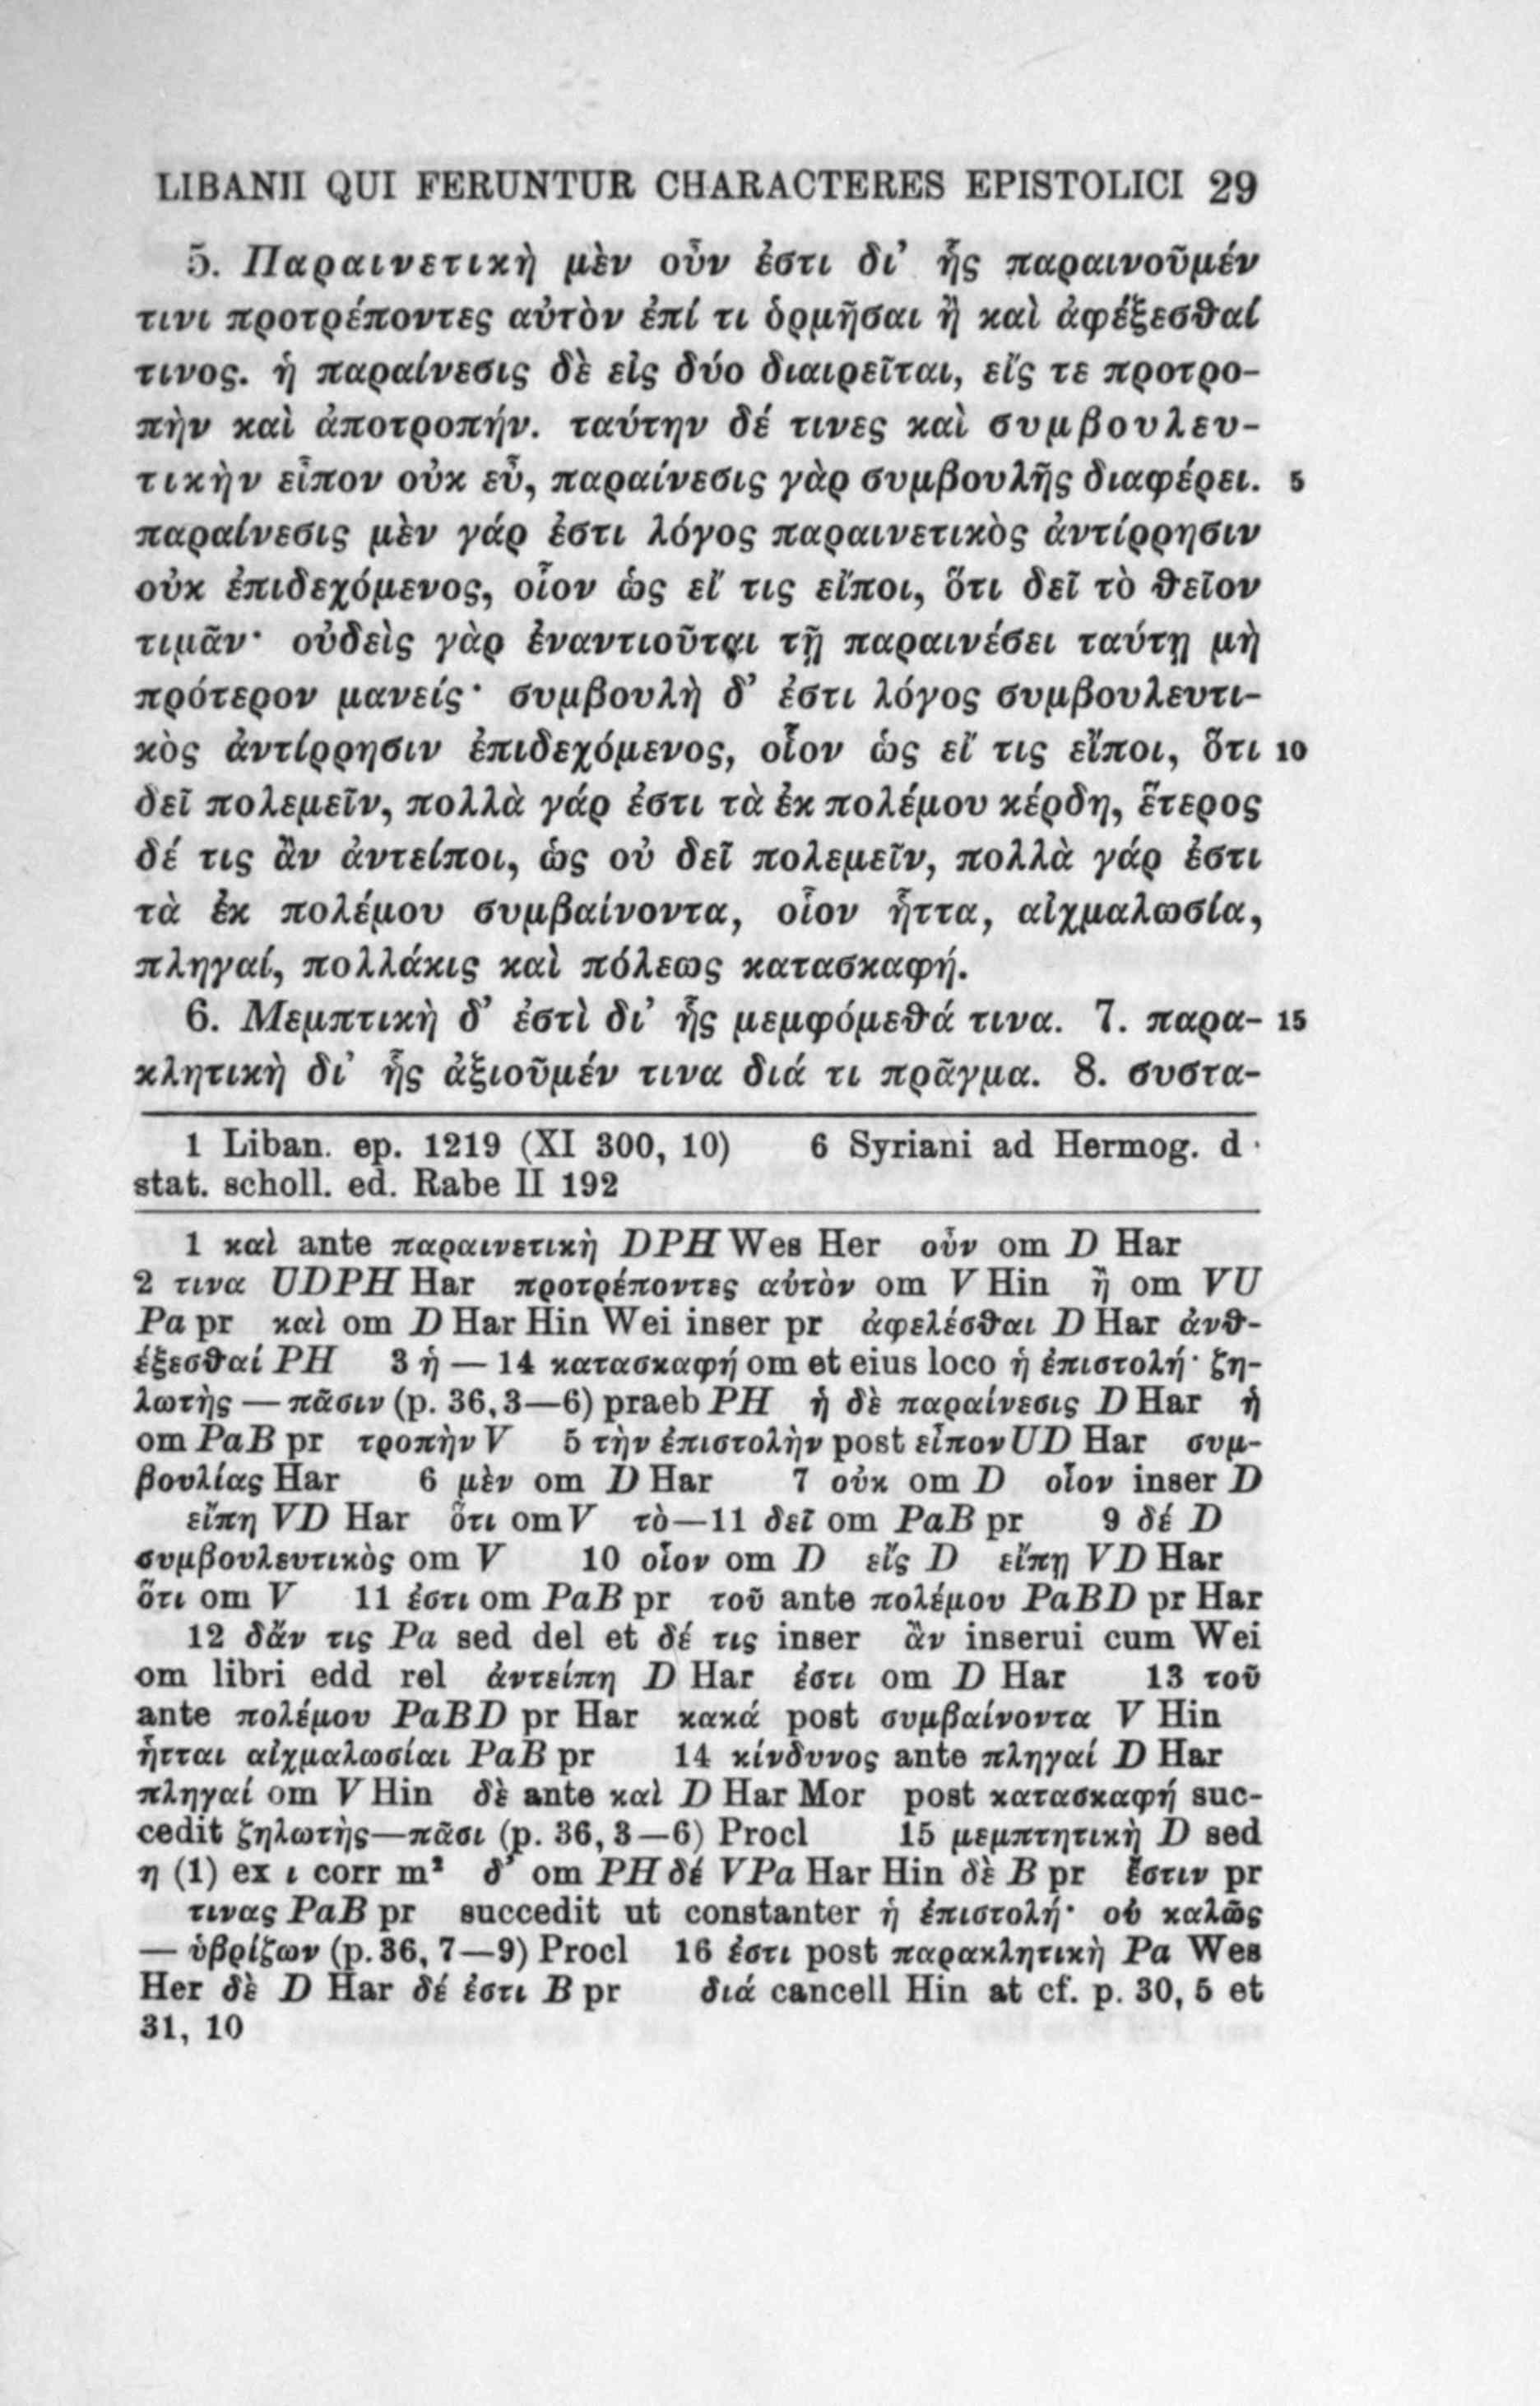 LIBANII QUI FERUNTUR CHARACTERES EPISTOLICI 29
5. Παραινετικὴ μὲν οὖν ἐστι δι’ ἧς παραινοῦμέν
τινι προτρέποντες αὐτὸν ἐπί τι ὁρμῆσαι ἢ καὶ ἀφέξεσθαί
τινος. ἡ παραίνεσις δὲ εἰς δύο διαιρεῖται, εἴς τε προτρο-
πὴν καὶ ἀποτροπήν. ταύτην δέ τινες καὶ συμβουλευ-
τικὴν εἶπον οὐκ εὖ, παραίνεσις γὰρ συμβουλῆς διαφέρει. 5
παραίνεσις μὲν γάρ ἐστι λόγος παραινετικὸς ἀντίρρησιν
οὐκ ἐπιδεχόμενος, οἷον ὡς εἴ τις εἴποι, ὅτι δεῖ τὸ θεῖον
τιμᾶν· οὐδεὶς γὰρ ἐναντιοῦται τῇ παραινέσει ταύτῃ μὴ
πρότερον μανείς· συμβουλὴ δ’ ἐστι λόγος συμβουλευτι-
κὸς ἀντίρρησιν ἐπιδεχόμενος, οἷον ὡς εἴ τις εἴποι, ὅτι 10
δεῖ πολεμεῖν, πολλὰ γάρ ἐστι τὰ ἐκ πολέμου κέρδη, ἕτερος
δέ τις ἂν ἀντείποι, ὡς οὐ δεῖ πολεμεῖν, πολλὰ γάρ ἐστι
τὰ ἐκ πολέμου συμβαίνοντα, οἷον ἧττα, αἰχμαλωσία,
πληγαί, πολλάκις καὶ πόλεως κατασκαφή.
6. Μεμπτικὴ δ’ ἐστὶ δι’ ἧς μεμφόμεθά τινα. 7. παρα- 15
κλητικὴ δι’ ἧς ἀξιοῦμέν τινα διά τι πρᾶγμα. 8. συστα-
1 Liban. ep. 1219 (XI 300, 10) 6 Syriani ad Hermog. d
stat. scholl. ed. Rabe II 192
1 καὶ ante παραινετικὴ DPH Wes Her οὖν om D Har
2 τινα UDPH Har προτρέποντες αὐτὸν om V Hin ἢ om VU
Pa pr καὶ om D Har Hin Wei inser pr ἀφελέσθαι D Har ἀνθ-
έξεσθαί PH 3 ἡ — 14 κατασκαφή om et eius loco ἡ ἐπιστολή· ζη-
λωτὴς — πᾶσιν (p. 36, 3—6) praeb PH ἡ δὲ παραίνεσις D Har ἡ
om PaB pr τροπὴν V 5 τὴν ἐπιστολὴν post εἶπον UD Har συμ-
βουλίας Har 6 μὲν om D Har 7 οὐκ om D οἷον inser D
εἴπῃ VD Har ὅτι om V τὸ—11 δεῖ om PaB pr 9 δέ D
συμβουλευτικὸς om V 10 οἷον om D εἴς D εἴπῃ VD Har
ὅτι om V 11 ἐστι om PaB pr τοῦ ante πολέμου PaBD pr Har
12 δἄν τις Pa sed del et δέ τις inser ἂν inserui cum Wei
om libri edd rel ἀντείπῃ D Har ἐστι om D Har 13 τοῦ
ante πολέμου PaBD pr Har κακά post συμβαίνοντα V Hin
ἧτται αἰχμαλωσίαι PaB pr 14 κίνδυνος ante πληγαί D Har
πληγαί om V Hin δὲ ante καὶ D Har Mor post κατασκαφή suc-
cedit ζηλωτὴς—πᾶσι (p. 36, 3—6) Procl 15 μεμπτητικὴ D sed
η (1) ex ι corr m² δ’ om PH δέ VPa Har Hin δὲ B pr ἔστιν pr
τινας PaB pr succedit ut constanter ἡ ἐπιστολή· οὐ καλῶς
— ὑβρίζων (p. 36, 7—9) Procl 16 ἐστι post παρακλητικὴ Pa Wes
Her δὲ D Har δέ ἐστι B pr διά cancell Hin at cf. p. 30, 5 et
31, 10